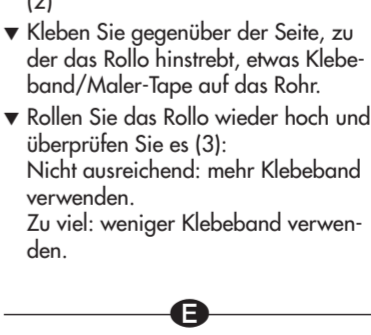 (2)
▼ Kleben Sie gegenüber der Seite, zu
der das Rollo hinstrebt, etwas Klebe-
band/Maler-Tape auf das Rohr.
▼ Rollen Sie das Rollo wieder hoch und
überprüfen Sie es (3):
Nicht ausreichend: mehr Klebeband
verwenden.
Zu viel: weniger Klebeband verwen-
den.
E